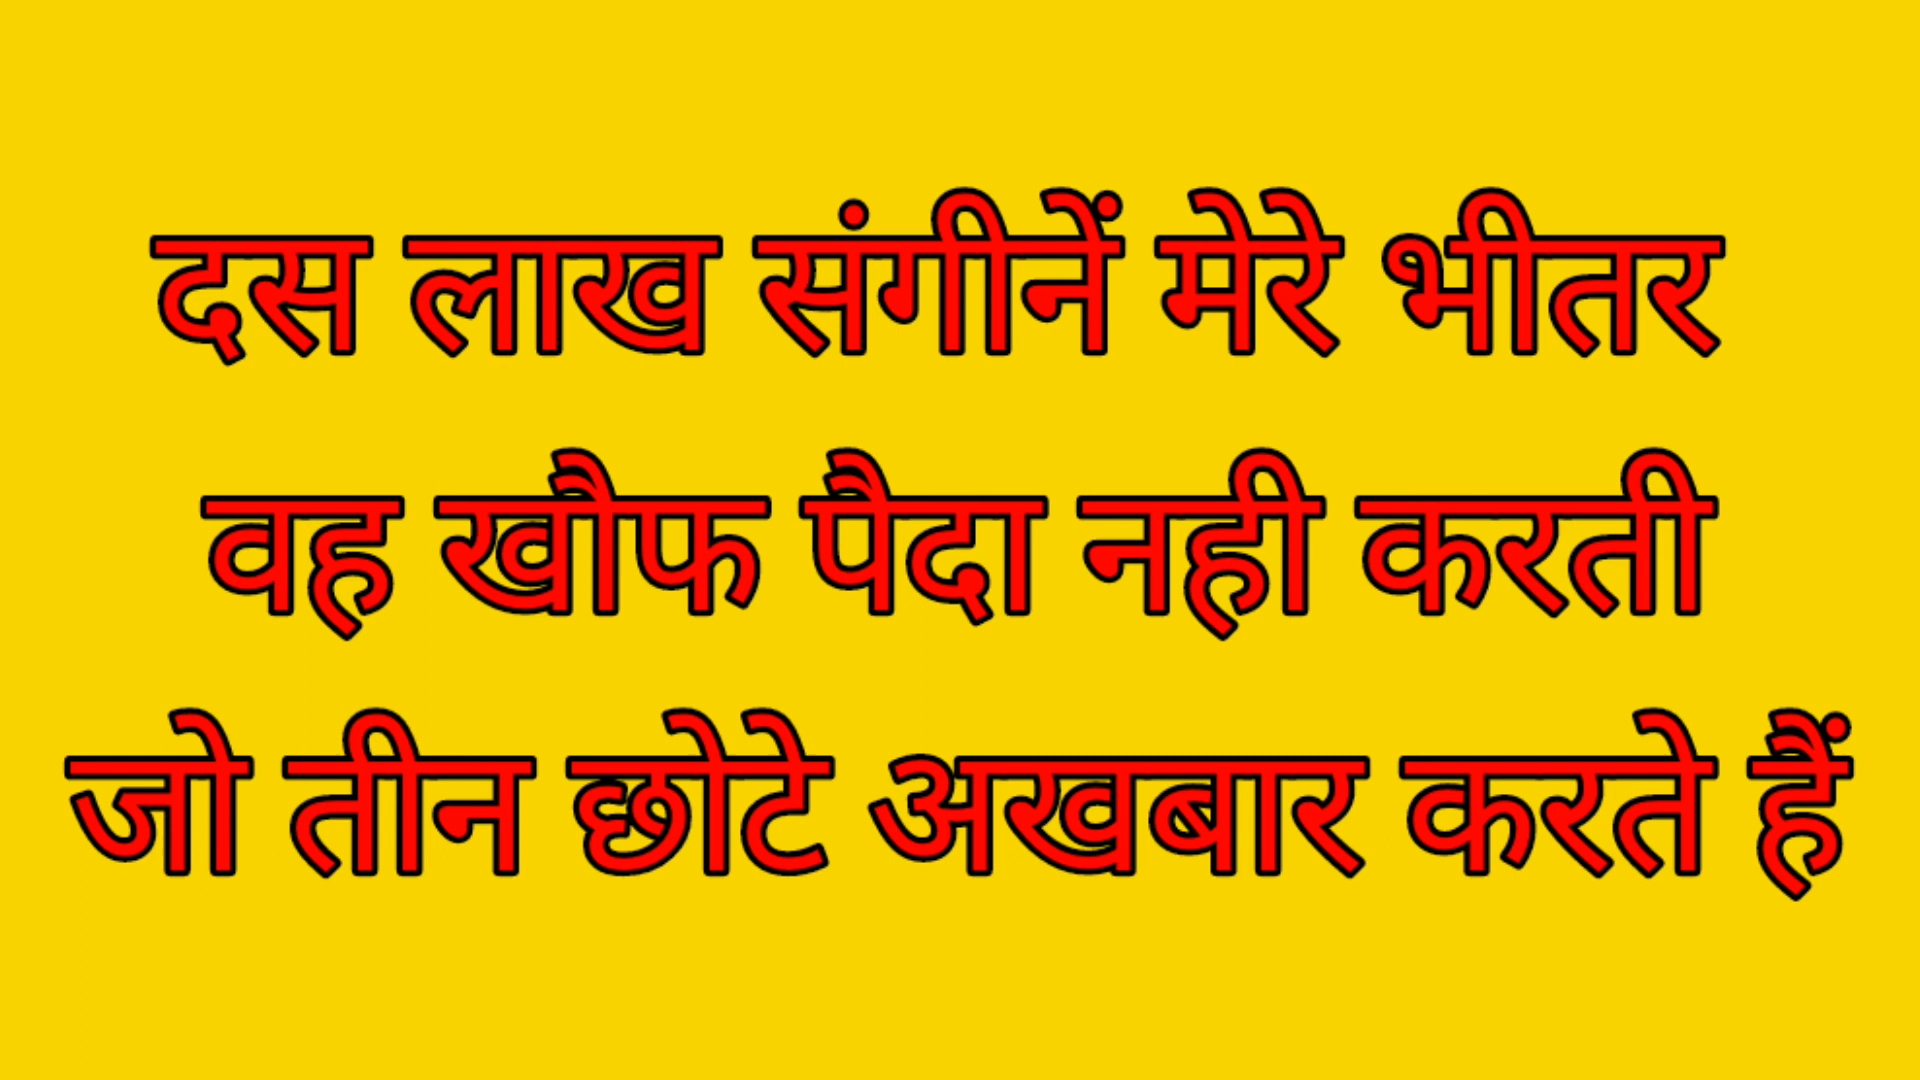 दस लाख संगीनें मेरे भीतर
वह खौफ पैदा नही करती
जो तीन छोटे अखबार करते हैं